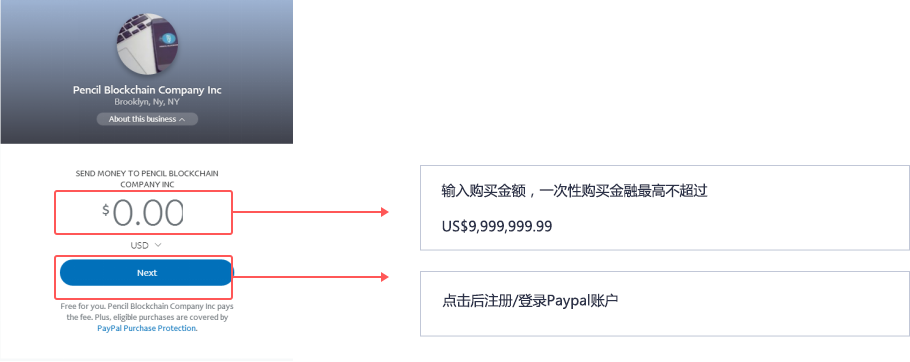 Pencil Blockchain Company Inc
Brooklyn, Ny, NY
About this business
SEND MONEY TO PENCIL BLOCKCHAIN
COMPANY INC
$0.00
USD
Next
Free for you. Pencil Blockchain Company Inc pays
the fee. Plus, eligible purchases are covered by
PayPal Purchase Protection.
输入购买金额，一次性购买金融最高不超过
US$9,999,999.99
点击后注册/登录Paypal账户